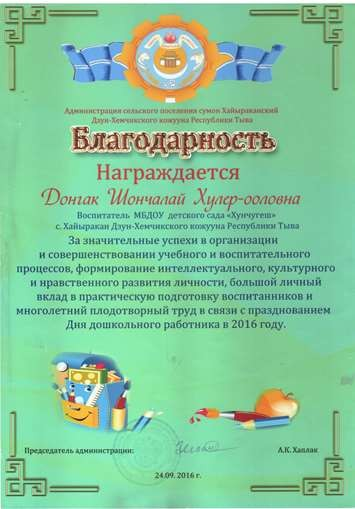 Администрация сельского поселения сумон Хайыраканский
Дзун-Хемчикского кожууна Республики Тыва
Благодарность
Награждается
Донгак Шончалай Хулер-ооловна
Воспитатель МБДОУ детского сада «Хунчугеш»
с. Хайыракан Дзун-Хемчикского кожууна Республики Тыва
За значительные успехи в организации
и совершенствовании учебного и воспитательного
процессов, формирование интеллектуального, культурного
и нравственного развития личности, большой личный
вклад в практическую подготовку воспитанников и
многолетний плодотворный труд в связи с празднованием
Дня дошкольного работника в 2016 году.
Председатель администрации: А.К. Хаплак
24.09. 2016 г.